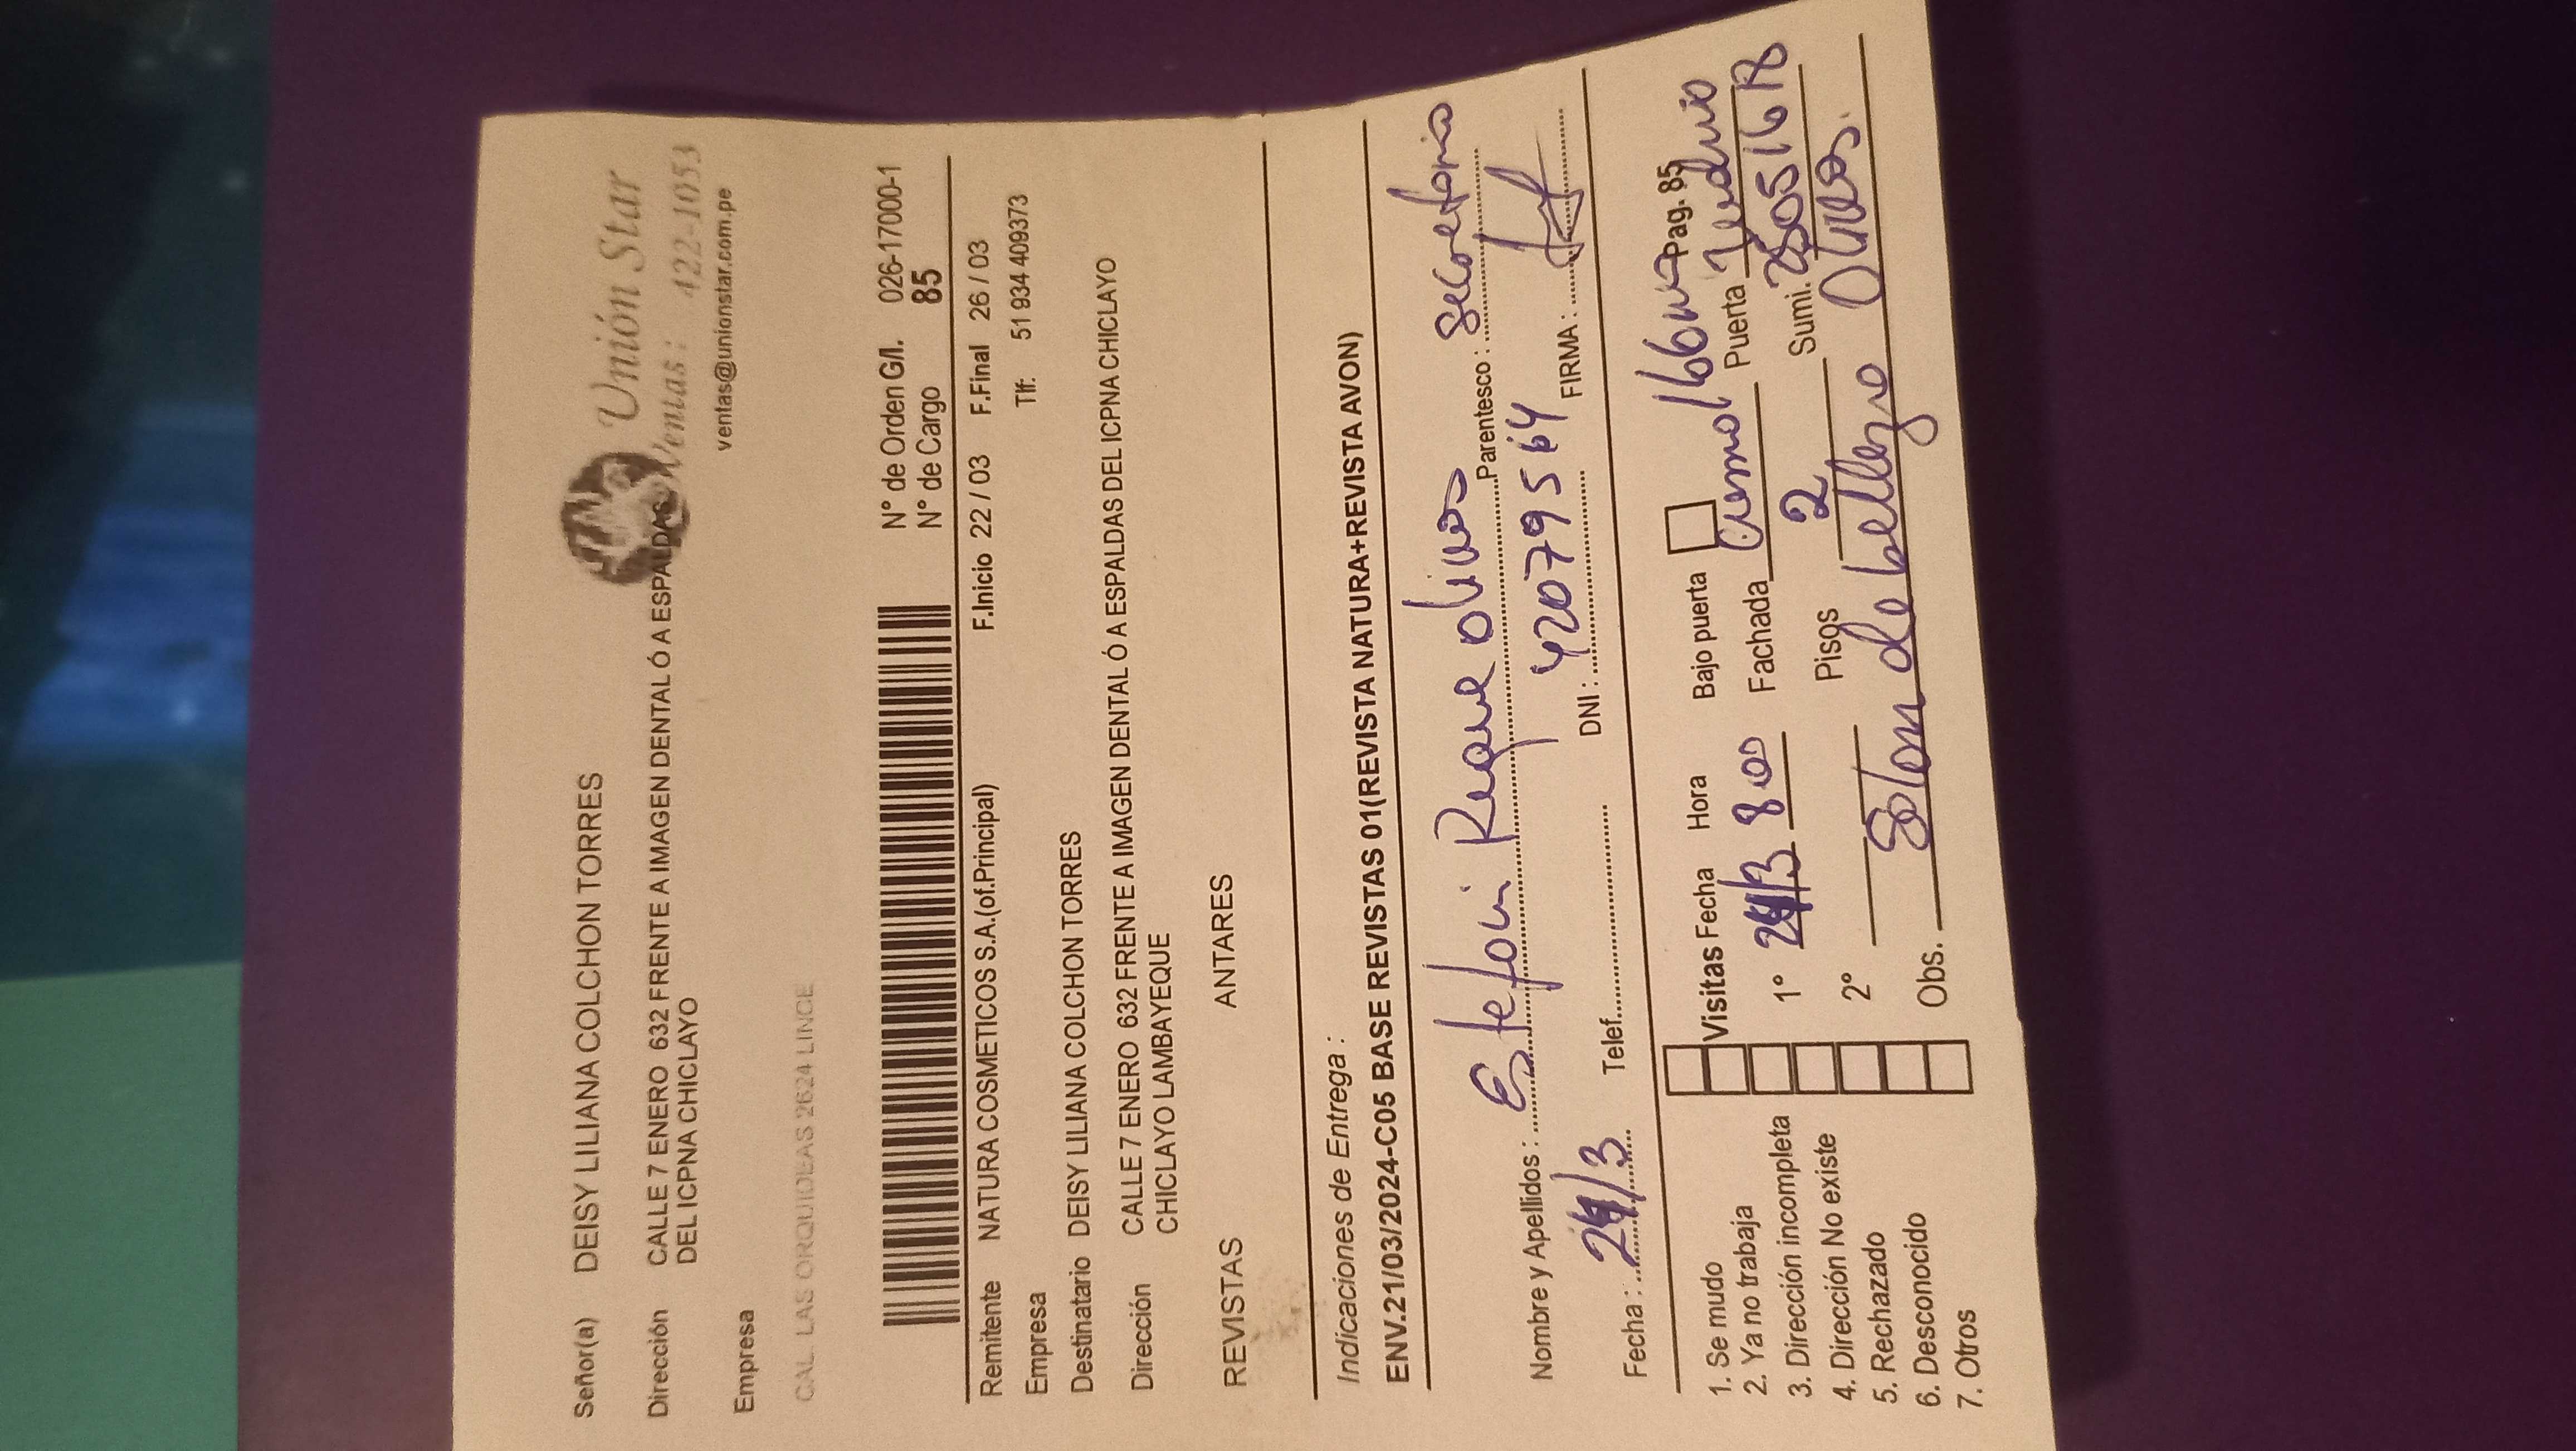 Unión Star
Ventas : 422-1053
ventas@unionstar.com.pe
Señor(a) DEISY LILIANA COLCHON TORRES
Dirección CALLE 7 ENERO 632 FRENTE A IMAGEN DENTAL Ó A ESPALDAS
DEL ICPNA CHICLAYO
Empresa
CAL. LAS ORQUIDEAS 2624 LINCE
N° de Orden G/I. 026-17000-1
N° de Cargo 85
F.Inicio 22 / 03 F.Final 26 / 03
Remitente NATURA COSMETICOS S.A.(of.Principal)
Empresa Tlf: 51 934 409373
Destinatario DEISY LILIANA COLCHON TORRES
Dirección CALLE 7 ENERO 632 FRENTE A IMAGEN DENTAL Ó A ESPALDAS DEL ICPNA CHICLAYO
CHICLAYO LAMBAYEQUE
REVISTAS ANTARES
Indicaciones de Entrega :
ENV.21/03/2024-C05 BASE REVISTAS 01(REVISTA NATURA+REVISTA AVON)
Nombre y Apellidos : Estefani Reque olivos Parentesco : secretaria
Fecha : 24/3 Telef. DNI : 42079564 FIRMA :
Pag. 85
1. Se mudo
2. Ya no trabaja
3. Dirección incompleta
4. Dirección No existe
5. Rechazado
6. Desconocido
7. Otros
Visitas Fecha Hora Bajo puerta
1° 24/3 8 00 Fachada Puerta
2° Pisos 2 Sumi.
Obs. Salon de belleza Olivos.